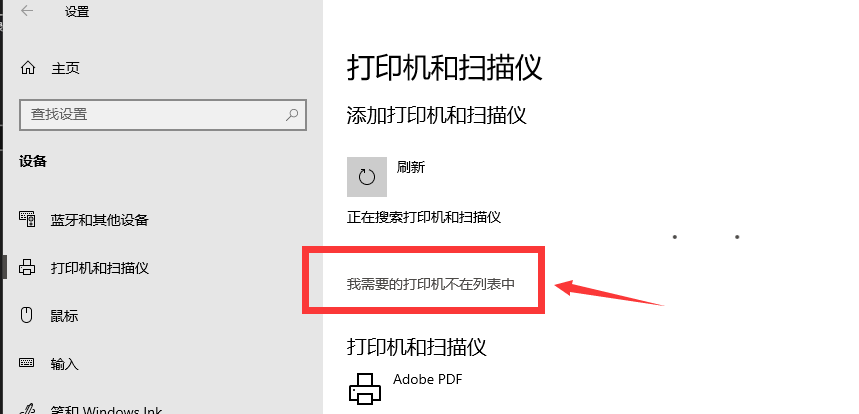 设置
主页
查找设置
设备
蓝牙和其他设备
打印机和扫描仪
鼠标
输入
笔和 Windows Ink
打印机和扫描仪
添加打印机和扫描仪
刷新
正在搜索打印机和扫描仪
我需要的打印机不在列表中
打印机和扫描仪
Adobe PDF